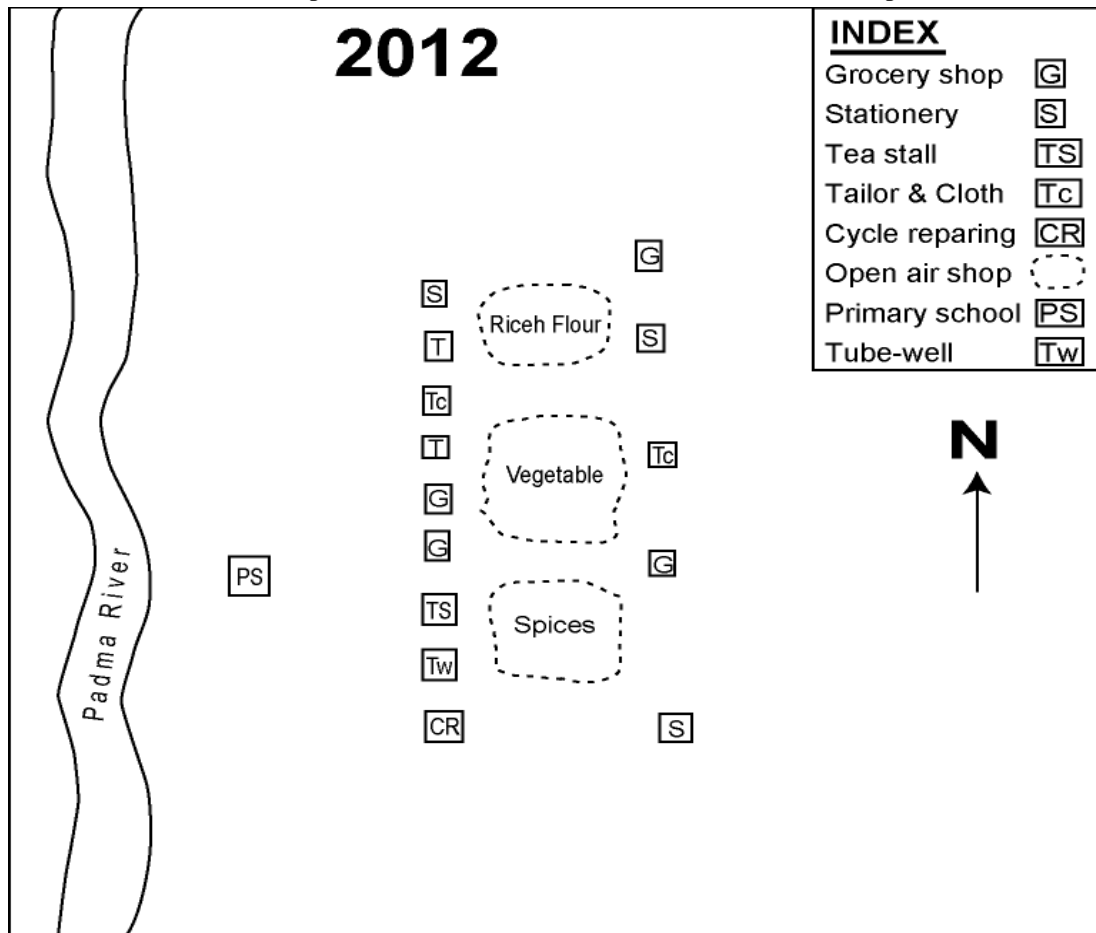 2012
INDEX
Grocery shop G
Stationery S
Tea stall TS
Tailor & Cloth Tc
Cycle reparing CR
Open air shop
Primary school PS
Tube-well Tw
G
S
Riceh Flour
S
T
Tc
T
Vegetable
Tc
G
G
G
PS
TS
Spices
Tw
CR
S
N
Padma River